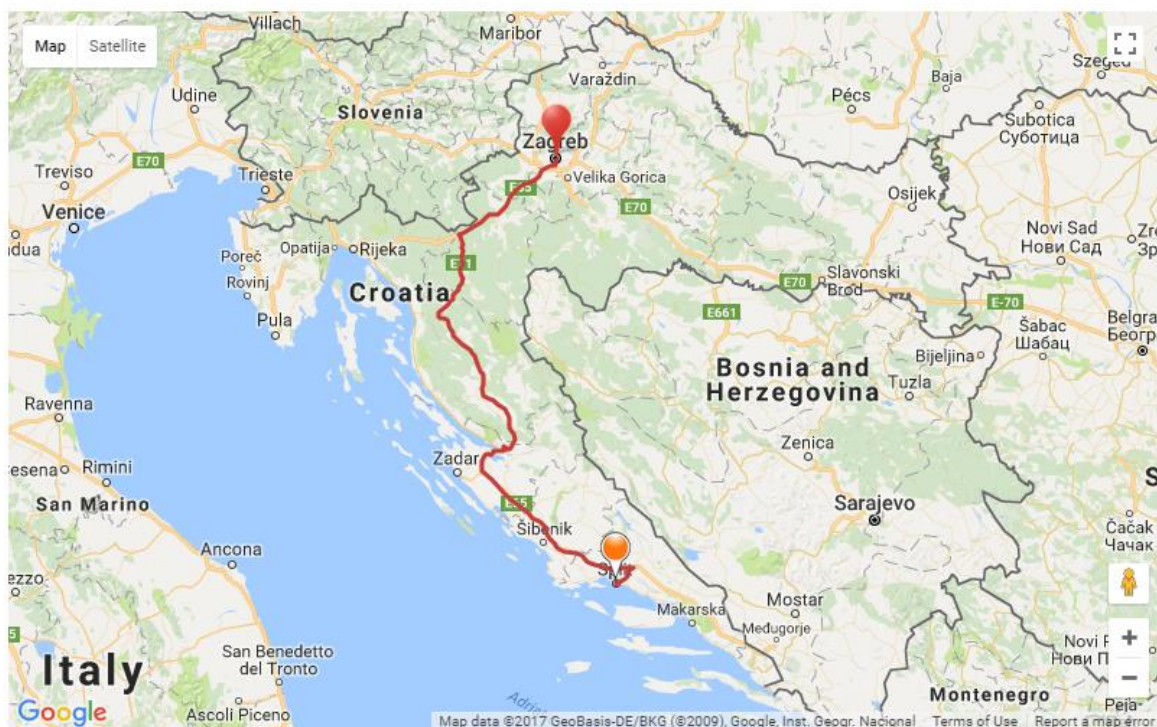 Map
Satellite
Villach
Maribor
Varaždin
Szeged
Baja
Pécs
Udine
Slovenia
Subotica
Суботица
Zagreb
E70
Treviso
Trieste
Velika Gorica
Osijek
Venice
E70
Opatija
Rijeka
Novi Sad
Нови Сад
Poreč
Rovinj
E70
Slavonski
Brod
E-70
Croatia
Pula
E661
Šabac
Шабац
Bijeljina
Bosnia and
Herzegovina
Tuzla
Ravenna
Zenica
Zadar
Rimini
San Marino
Sarajevo
Šibenik
Čačak
Чачак
Ancona
Makarska
Mostar
Međugorje
San Benedetto
del Tronto
Italy
Montenegro
Google
Ascoli Piceno
Map data ©2017 GeoBasis-DE/BKG (©2009), Google, Inst. Geogr. Nacional
Terms of Use
Report a map error